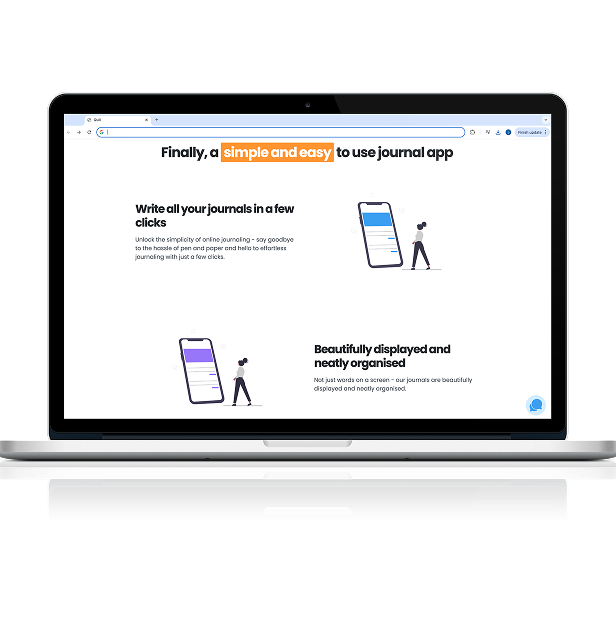 Quill
Finish update
Finally, a simple and easy to use journal app
Write all your journals in a few
clicks
Unlock the simplicity of online journaling - say goodbye
to the hassle of pen and paper and hello to effortless
journaling with just a few clicks.
Beautifully displayed and
neatly organised
Not just words on a screen - our journals are beautifully
displayed and neatly organised.